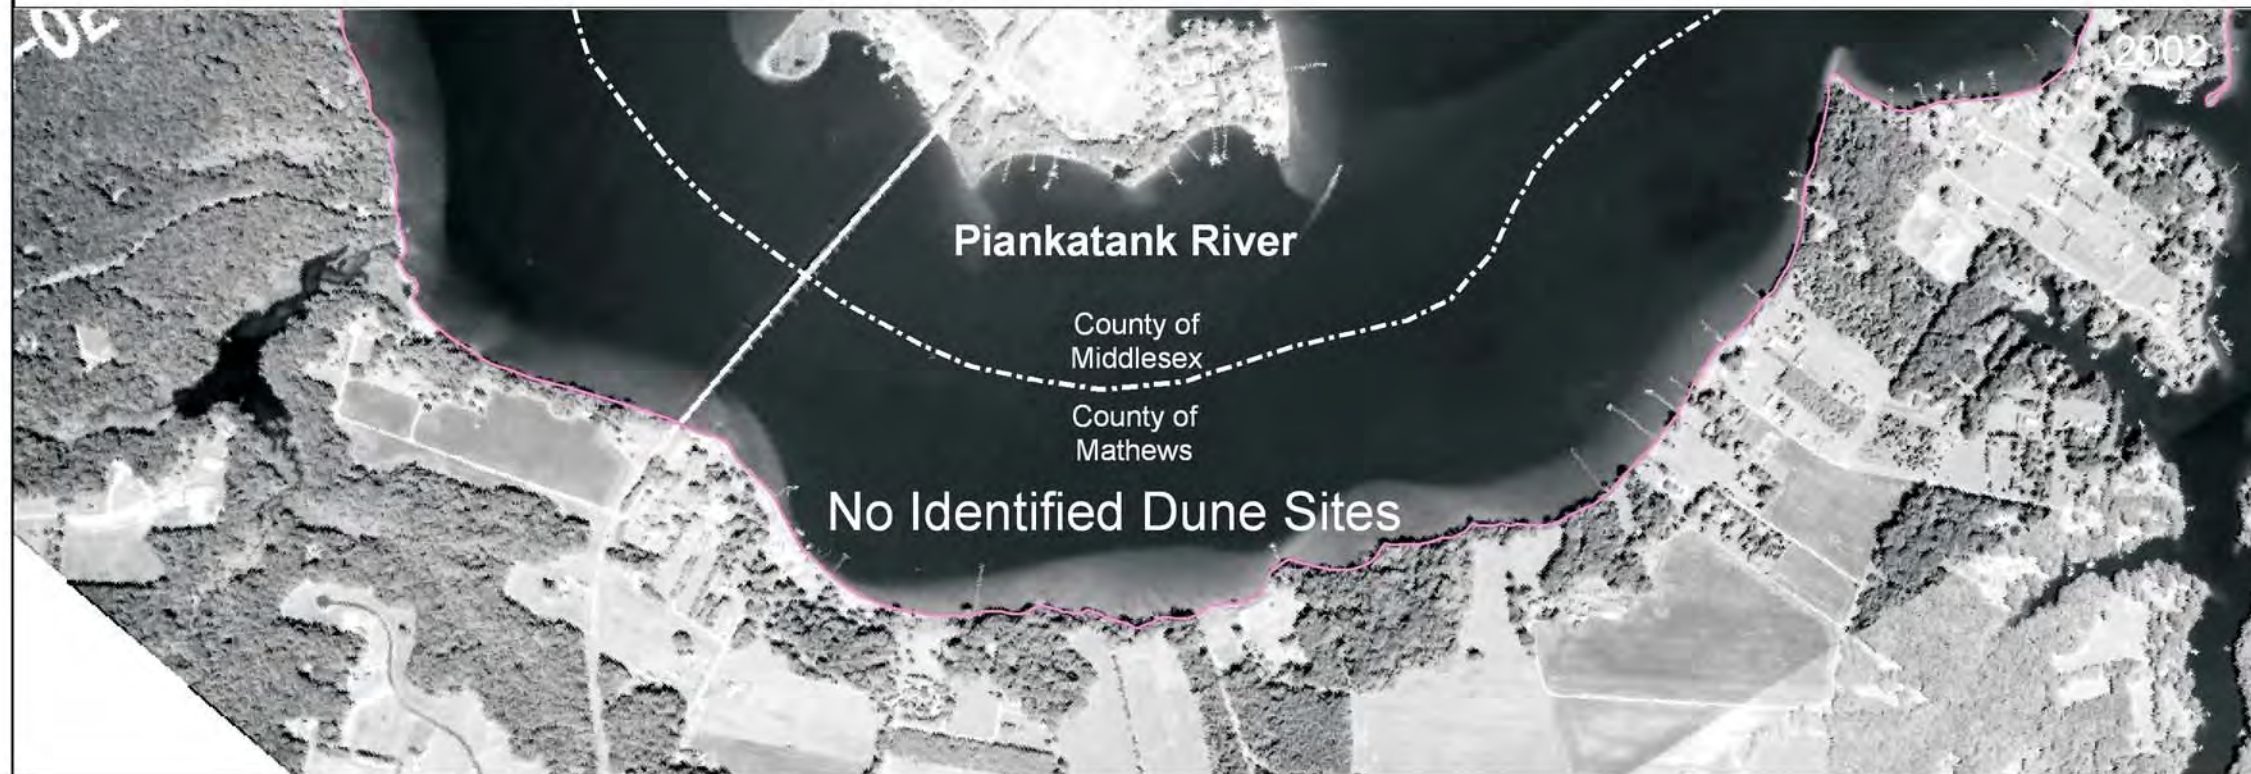 2002
Piankatank River
County of
Middlesex
County of
Mathews
No Identified Dune Sites